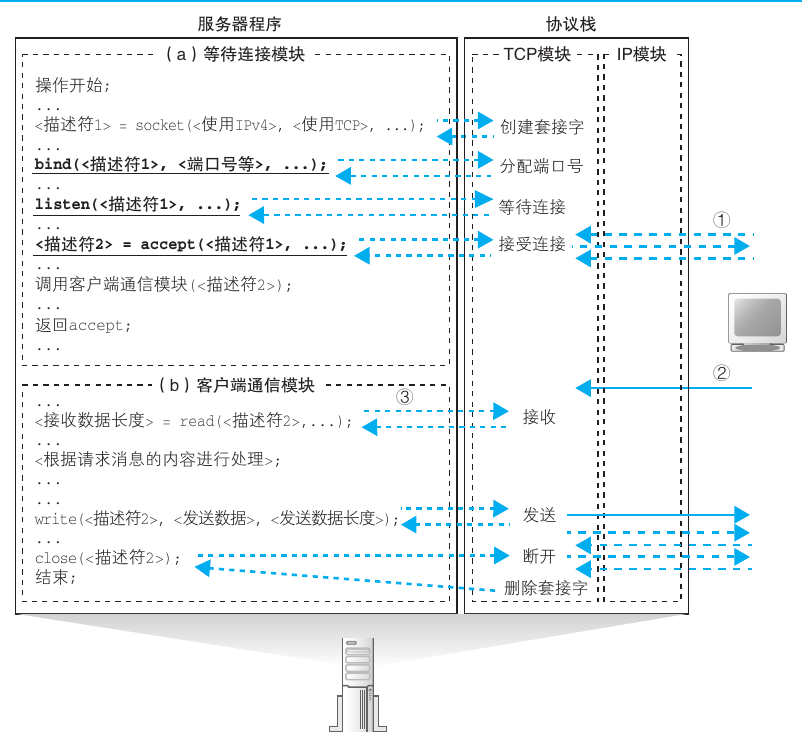 服务器程序
协议栈
(a)等待连接模块
TCP模块
IP模块
操作开始;
...
<描述符1> = socket(<使用IPv4>, <使用TCP>, ...);
创建套接字
...
bind(<描述符1>, <端口号等>, ...);
分配端口号
...
listen(<描述符1>, ...);
等待连接
...
①
<描述符2> = accept(<描述符1>, ...);
接受连接
...
调用客户端通信模块(<描述符2>);
...
返回accept;
...
(b)客户端通信模块
②
...
③
<接收数据长度> = read(<描述符2>,...);
接收
...
<根据请求消息的内容进行处理>;
...
...
write(<描述符2>, <发送数据>, <发送数据长度>);
发送
...
close(<描述符2>);
断开
结束;
删除套接字